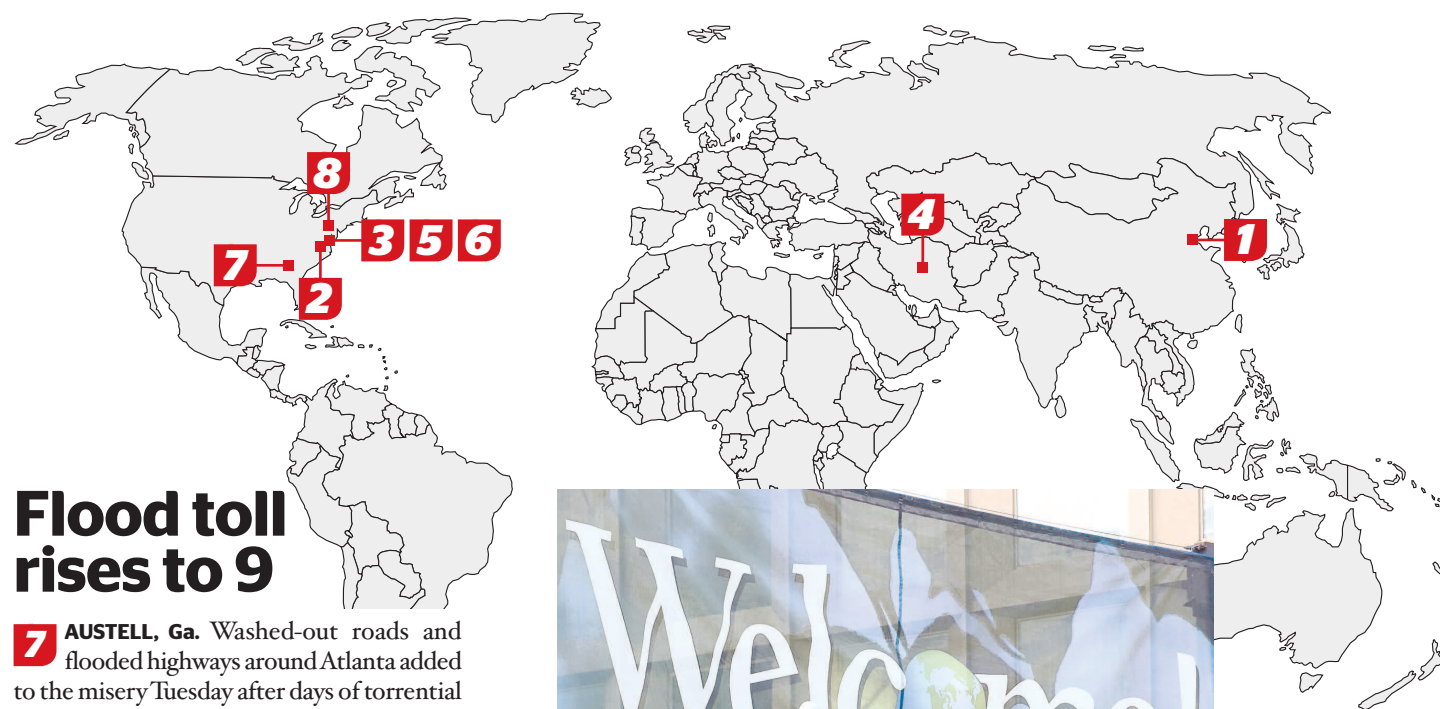 8
4
3 5 6
1
7
2
Flood toll
rises to 9
7 AUSTELL, Ga. Washed-out roads and
flooded highways around Atlanta added
to the misery Tuesday after days of torrential
Welcome!